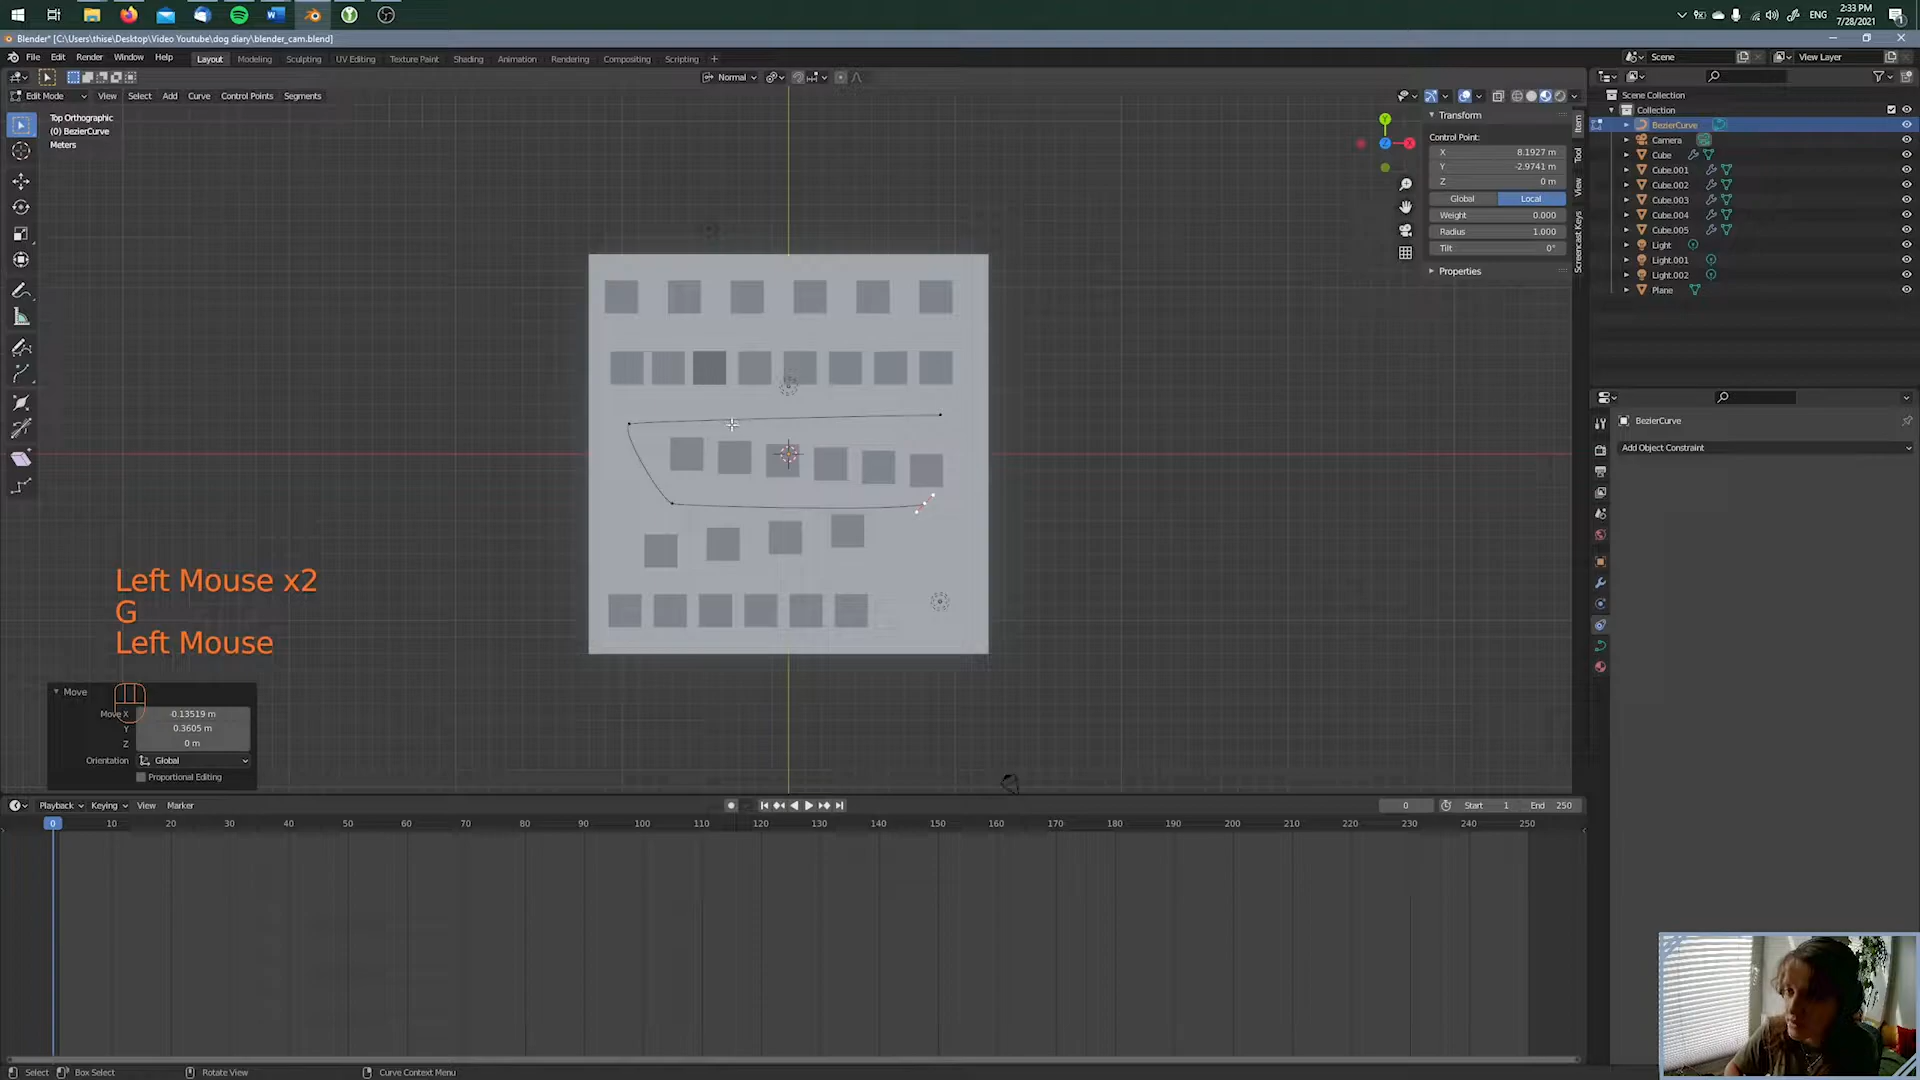 ENG
2:33 PM
7/28/2021
Blender* [C:\Users\thise\Desktop\Video Youtube\dog diary\blender_cam.blend]
File Edit Render Window Help Layout Modeling Sculpting UV Editing Texture Paint Shading Animation Rendering Compositing Scripting +
Scene
View Layer
Normal
Edit Mode View Select Add Curve Control Points Segments
Top Orthographic
(0) BezierCurve
Meters
Transform
Control Point:
X 8.1927 m
Y -2.9741 m
Z 0 m
Global Local
Weight 0.000
Radius 1.000
Tilt 0°
Properties
Item
Tool
View
Screencast Keys
Y
Z
X
Scene Collection
Collection
BezierCurve
Camera
Cube
Cube.001
Cube.002
Cube.003
Cube.004
Cube.005
Light
Light.001
Light.002
Plane
BezierCurve
Add Object Constraint
Left Mouse x2
G
Left Mouse
Move
Move X -0.13519 m
Y 0.3605 m
Z 0 m
Orientation Global
Proportional Editing
Playback Keying View Marker
0 Start 1 End 250
0 10 20 30 40 50 60 70 80 90 100 110 120 130 140 150 160 170 180 190 200 210 220 230 240 250
Select Box Select Rotate View Curve Context Menu